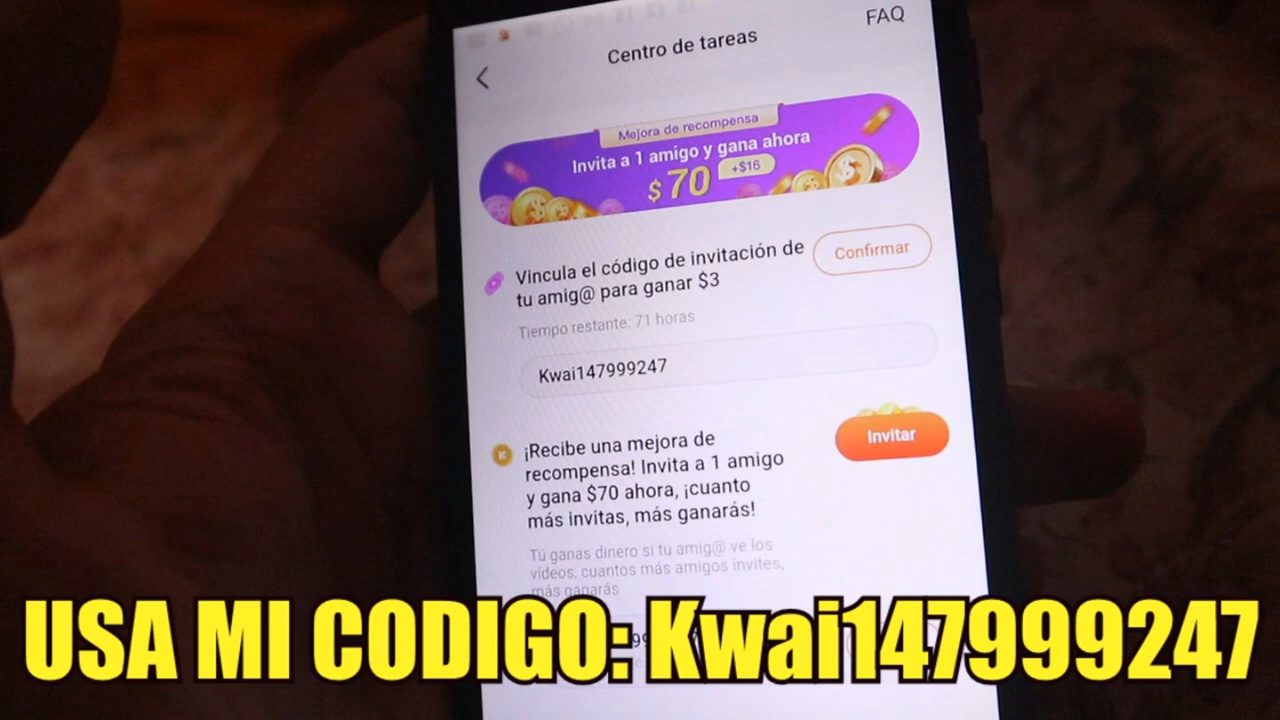 FAQ
Centro de tareas
Mejora de recompensa
Invita a 1 amigo y gana ahora
$70 +$16
Vincula el código de invitación de
tu amig@ para ganar $3
Confirmar
Tiempo restante: 71 horas
Kwai147999247
¡Recibe una mejora de
recompensa! Invita a 1 amigo
y gana $70 ahora, ¡cuanto
más invitas, más ganarás!
Invitar
Tú ganas dinero si tu amig@ ve los
vídeos, cuantos más amigos invites,
más ganarás
USA MI CODIGO: Kwai147999247